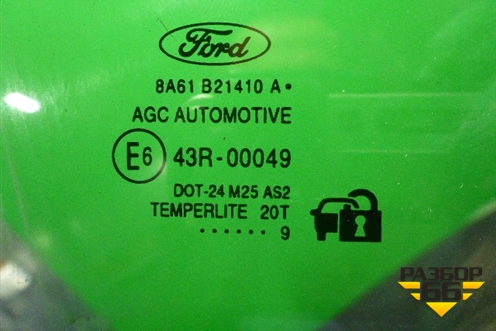 Ford
8A61 B21410 A•
AGC AUTOMOTIVE
E6 43R-00049
DOT-24 M25 AS2
TEMPERLITE 20T
•••••• 9
РАЗБОР
66